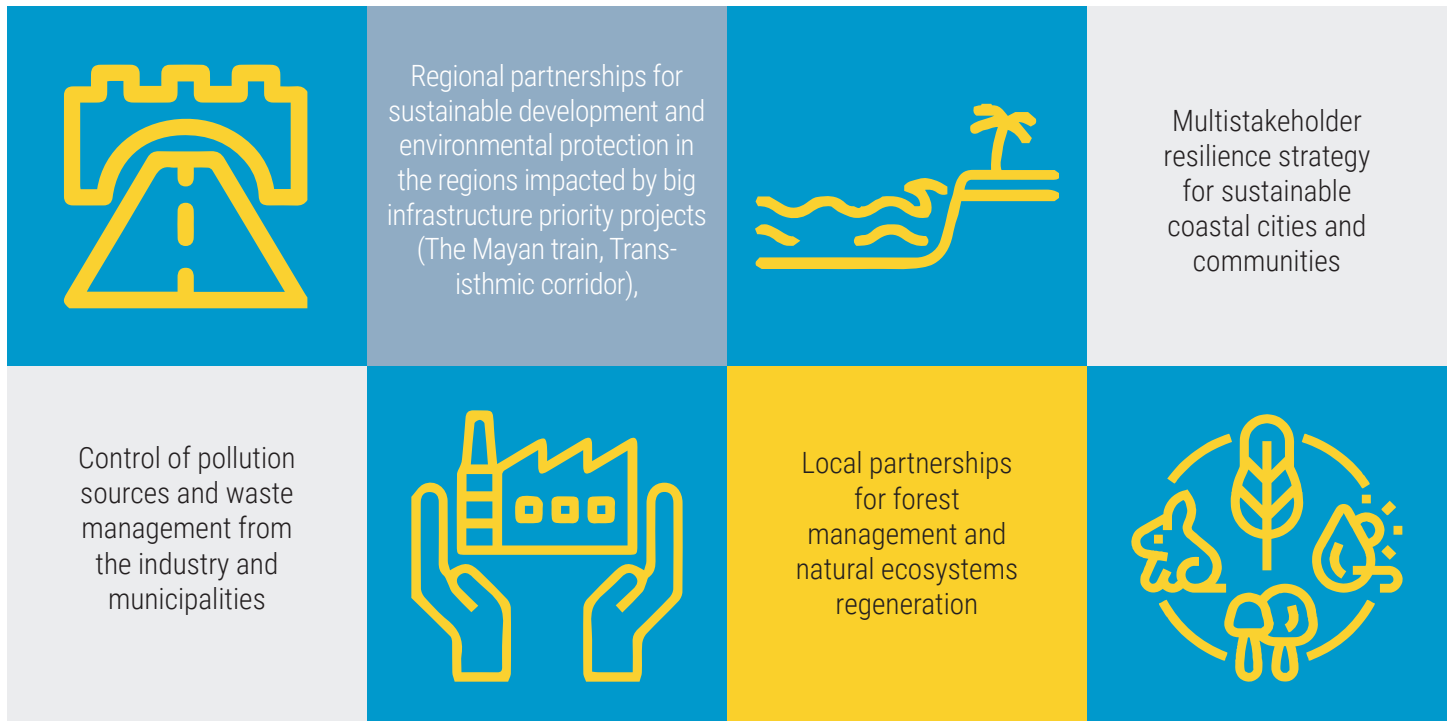 Regional partnerships for
sustainable development and
environmental protection in
the regions impacted by big
infrastructure priority projects
(The Mayan train, Trans-
isthmic corridor),
Multistakeholder
resilience strategy
for sustainable
coastal cities and
communities
Control of pollution
sources and waste
management from
the industry and
municipalities
Local partnerships
for forest
management and
natural ecosystems
regeneration